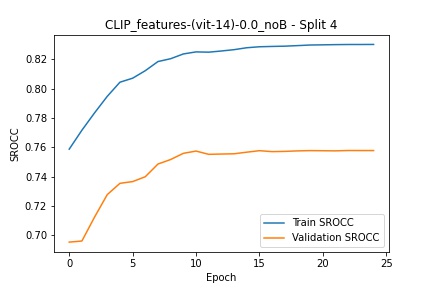 CLIP_features-(vit-14)-0.0_noB - Split 4
SROCC
0.82
0.80
0.78
0.76
0.74
0.72
0.70
Train SROCC
Validation SROCC
0 5 10 15 20 25
Epoch